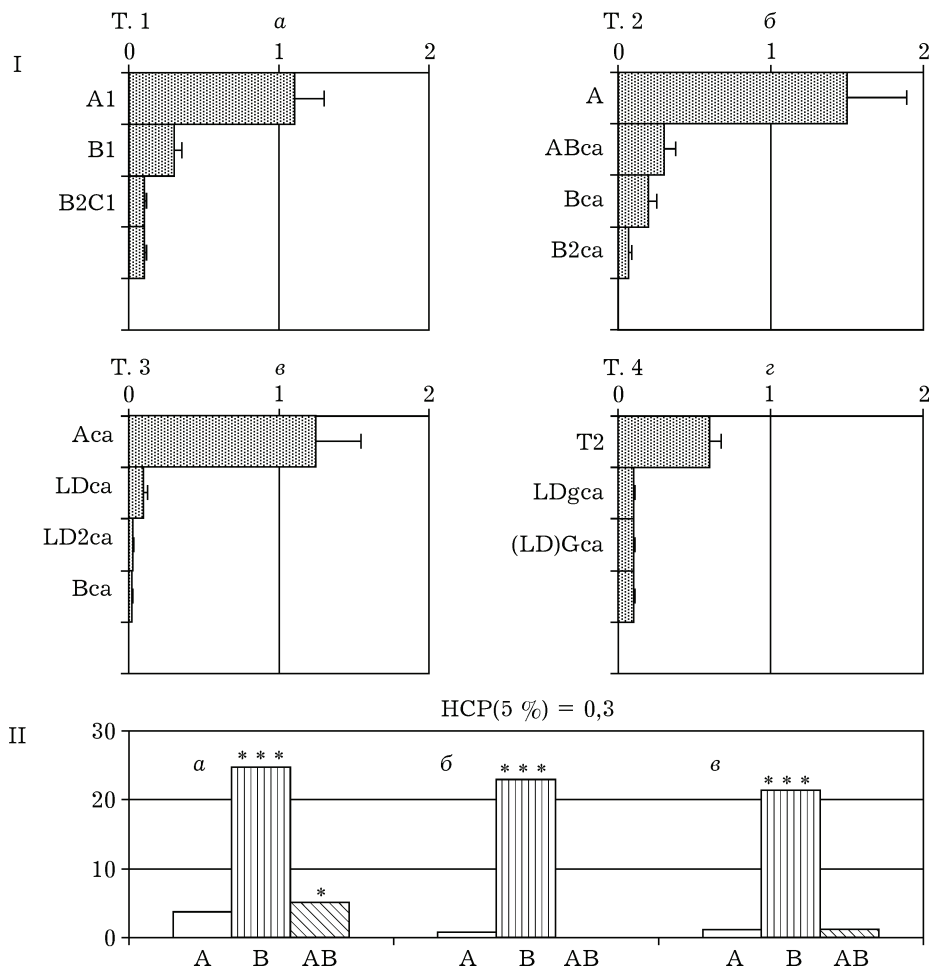 Т. 1 а Т. 2 б
0 1 2 0 1 2
I
A1 A
B1 ABca
B2C1 Bca
B2ca
Т. 3 в Т. 4 г
0 1 2 0 1 2
Aca T2
LDca LDgca
LD2ca (LD)Gca
Bca
НСР(5 %) = 0,3
II
30
а * * * б * * * в * * *
20
10
*
0
A B AB A B AB A B AB